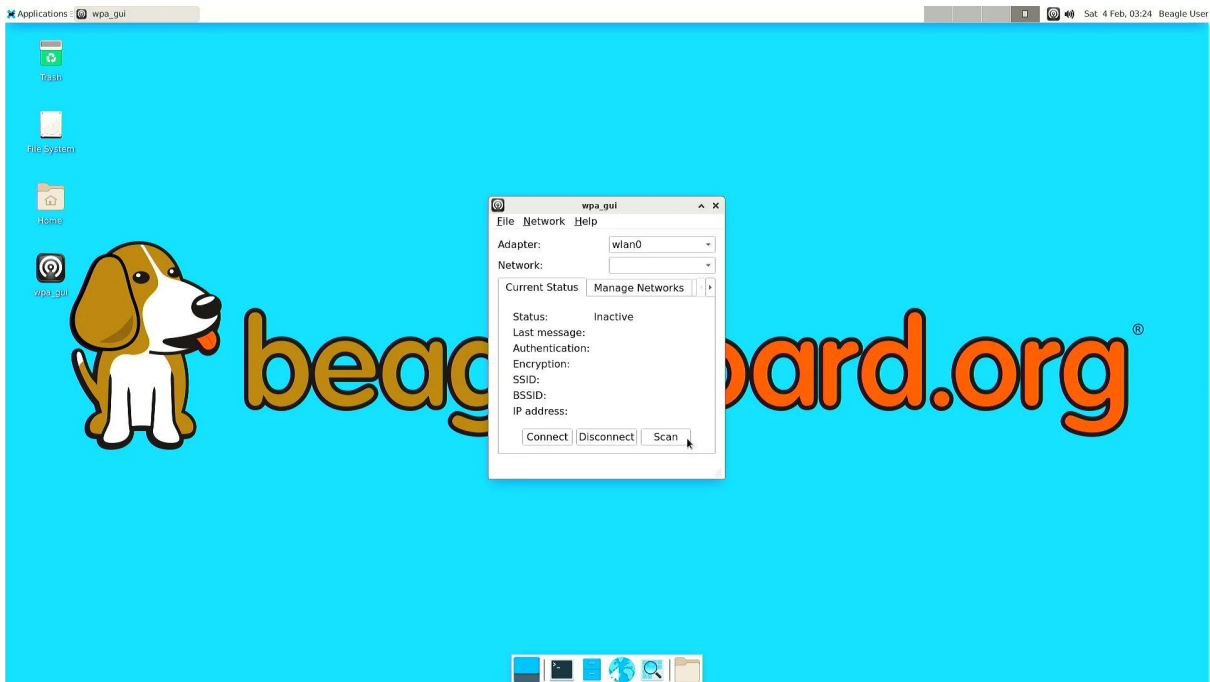 Applications wpa_gui Sat 4 Feb, 03:24 Beagle User
Trash
File System
Home
wpa_gui
beag oard.org®
wpa_gui
File Network Help
Adapter: wlan0
Network:
Current Status Manage Networks
Status: Inactive
Last message:
Authentication:
Encryption:
SSID:
BSSID:
IP address:
Connect Disconnect Scan